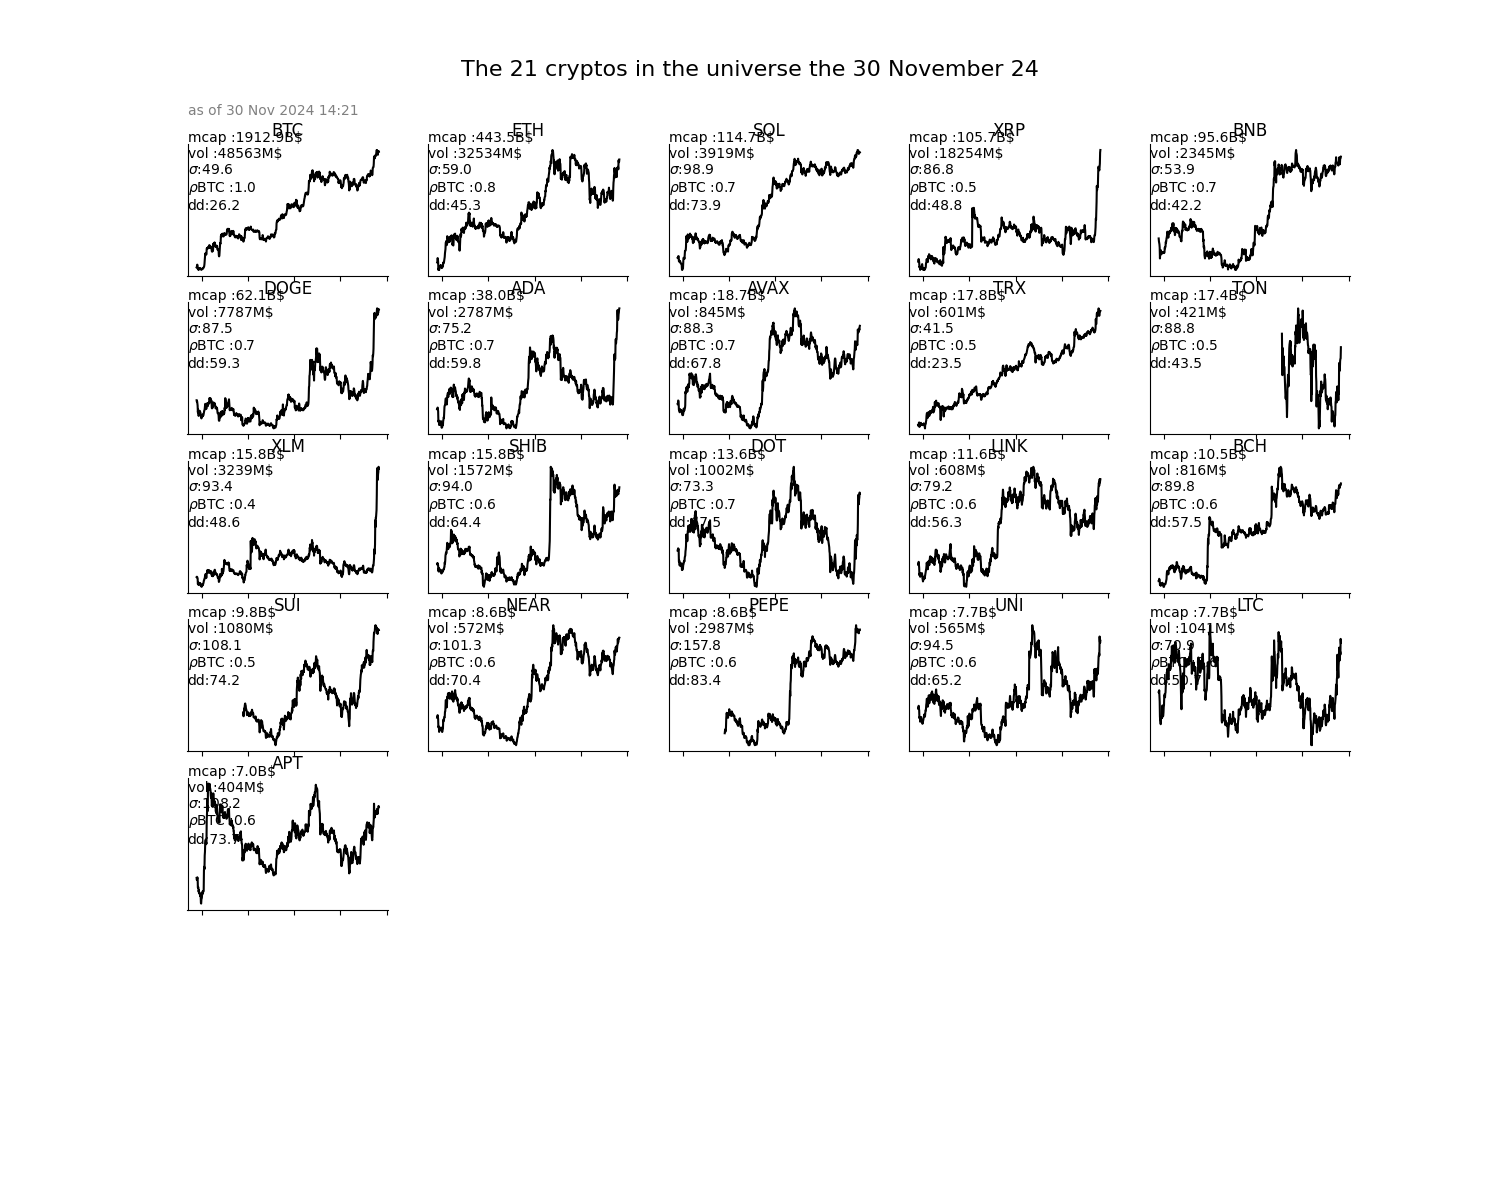 The 21 cryptos in the universe the 30 November 24
as of 30 Nov 2024 14:21
BTC
mcap :1912.9B$
vol :48563M$
σ:49.6
ρBTC :1.0
dd:26.2
ETH
mcap :443.5B$
vol :32534M$
σ:59.0
ρBTC :0.8
dd:45.3
SOL
mcap :114.7B$
vol :3919M$
σ:98.9
ρBTC :0.7
dd:73.9
XRP
mcap :105.7B$
vol :18254M$
σ:86.8
ρBTC :0.5
dd:48.8
BNB
mcap :95.6B$
vol :2345M$
σ:53.9
ρBTC :0.7
dd:42.2
DOGE
mcap :62.1B$
vol :7787M$
σ:87.5
ρBTC :0.7
dd:59.3
ADA
mcap :38.0B$
vol :2787M$
σ:75.2
ρBTC :0.7
dd:59.8
AVAX
mcap :18.7B$
vol :845M$
σ:88.3
ρBTC :0.7
dd:67.8
TRX
mcap :17.8B$
vol :601M$
σ:41.5
ρBTC :0.5
dd:23.5
TON
mcap :17.4B$
vol :421M$
σ:88.8
ρBTC :0.5
dd:43.5
XLM
mcap :15.8B$
vol :3239M$
σ:93.4
ρBTC :0.4
dd:48.6
SHIB
mcap :15.8B$
vol :1572M$
σ:94.0
ρBTC :0.6
dd:64.4
DOT
mcap :13.6B$
vol :1002M$
σ:73.3
ρBTC :0.7
LINK
mcap :11.6B$
vol :608M$
σ:79.2
ρBTC :0.6
dd:56.3
BCH
mcap :10.5B$
vol :816M$
σ:89.8
ρBTC :0.6
dd:57.5
SUI
mcap :9.8B$
vol :1080M$
σ:108.1
ρBTC :0.5
dd:74.2
NEAR
mcap :8.6B$
vol :572M$
σ:101.3
ρBTC :0.6
dd:70.4
PEPE
mcap :8.6B$
vol :2987M$
σ:157.8
ρBTC :0.6
dd:83.4
UNI
mcap :7.7B$
vol :565M$
σ:94.5
ρBTC :0.6
dd:65.2
LTC
mcap :7.7B$
vol :1041M$
σ:70.9
APT
mcap :7.0B$
vol :404M$
σ:108.2
ρBTC :0.6
dd:73.7